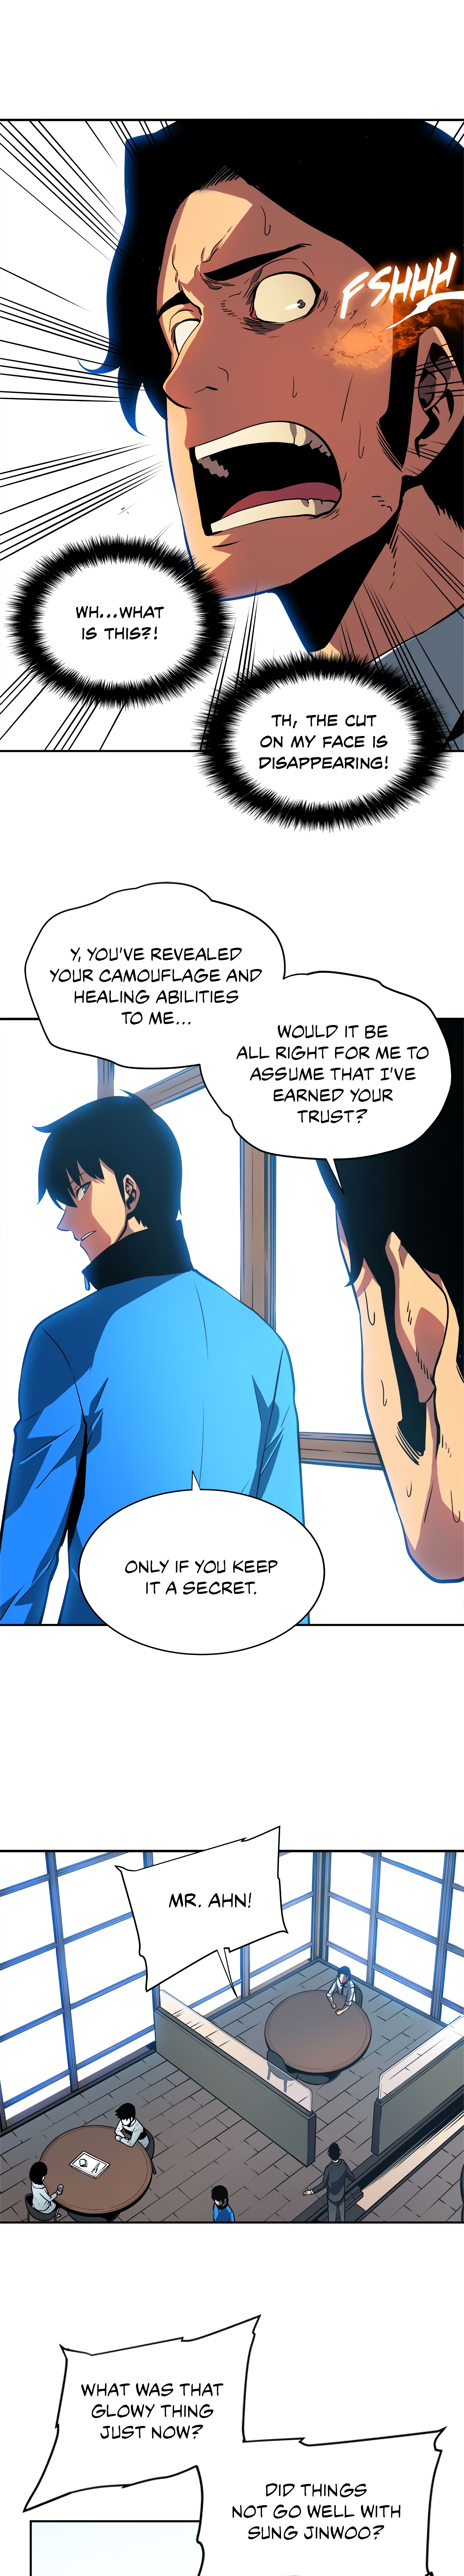 FSHHH
WH...WHAT
IS THIS?!
TH, THE CUT
ON MY FACE IS
DISAPPEARING!
Y, YOU'VE REVEALED
YOUR CAMOUFLAGE AND
HEALING ABILITIES
TO ME...
WOULD IT BE
ALL RIGHT FOR ME TO
ASSUME THAT I'VE
EARNED YOUR
TRUST?
ONLY IF YOU KEEP
IT A SECRET.
MR. AHN!
WHAT WAS THAT
GLOWY THING
JUST NOW?
DID THINGS
NOT GO WELL WITH
SUNG JINWOO?